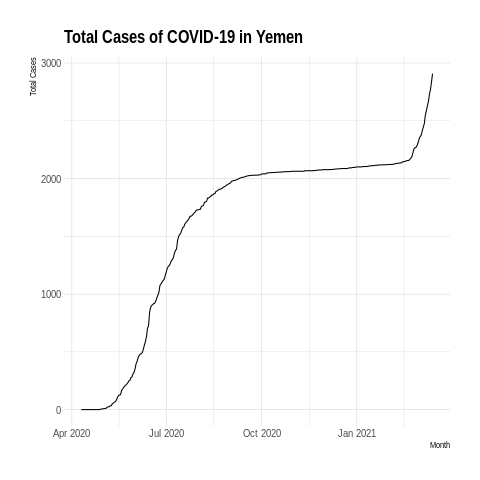 Total Cases of COVID-19 in Yemen
Total Cases
3000
2000
1000
0
Apr 2020
Jul 2020
Oct 2020
Jan 2021
Month